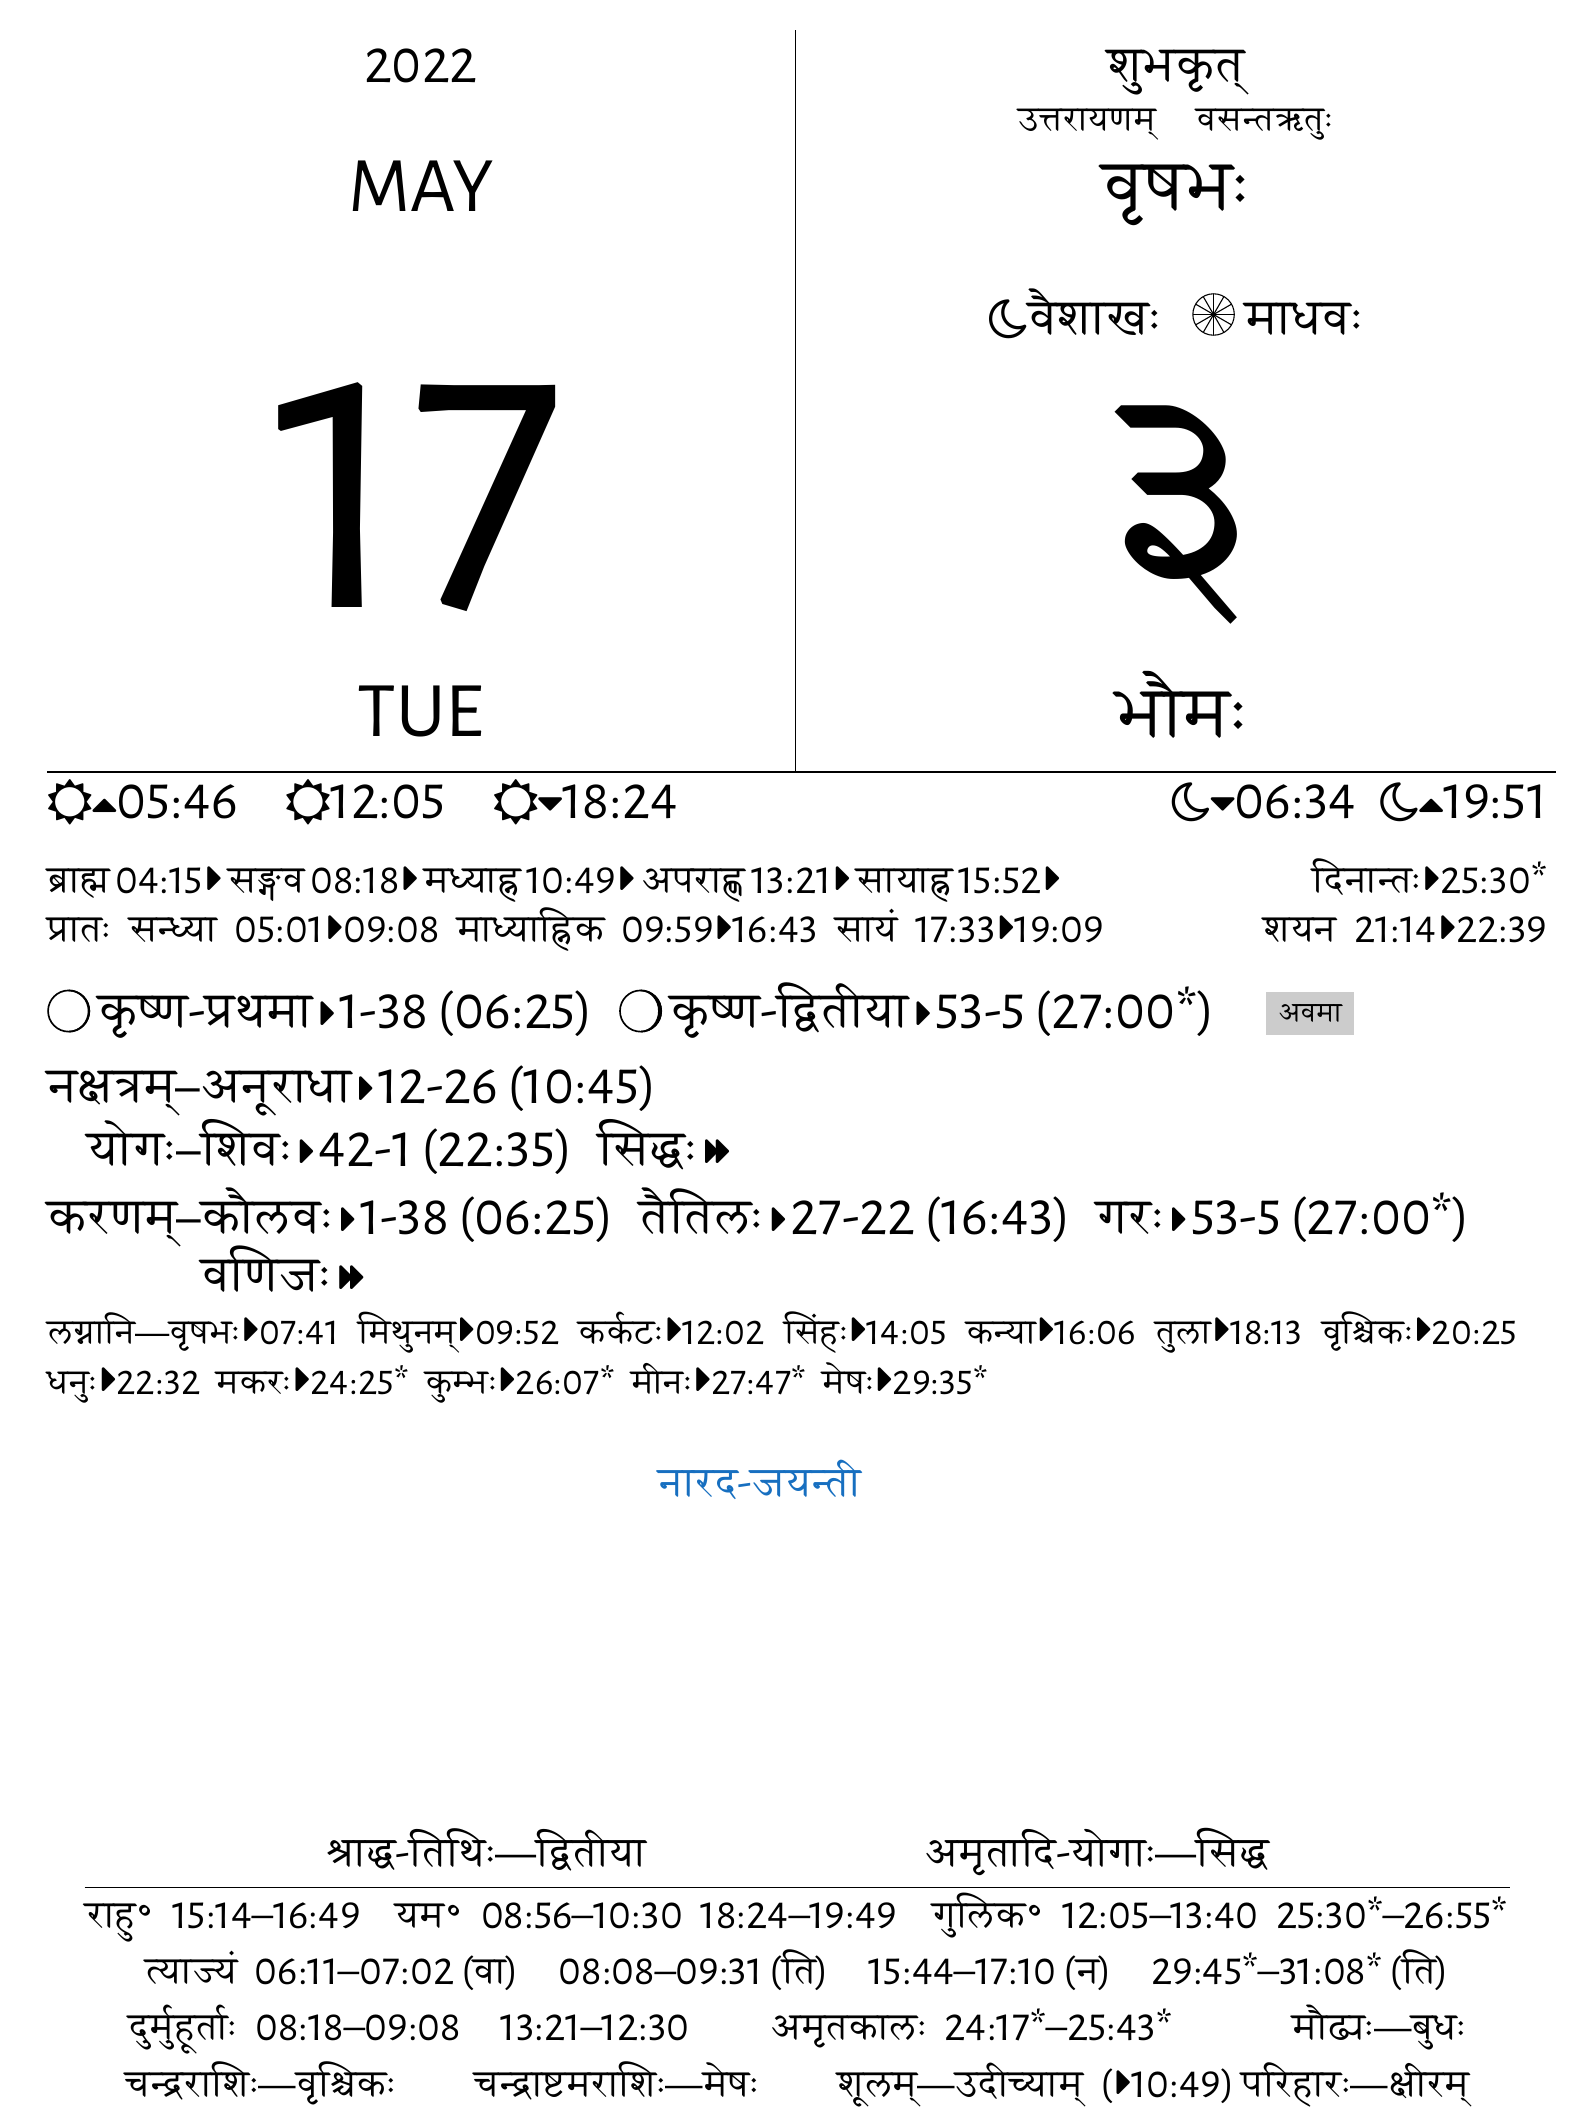 2022
MAY
17
TUE
शुभकृत्
उत्तरायणम् वसन्तऋतुः
वृषभः
वैशाखः माधवः
३
भौमः
05:46 12:05 18:24 06:34 19:51
ब्राह्म 04:15 सङ्गव 08:18 मध्याह्न 10:49 अपराह्ण 13:21 सायाह्न 15:52 दिनान्तः 25:30*
प्रातः सन्ध्या 05:01 09:08 माध्याह्निक 09:59 16:43 सायं 17:33 19:09 शयन 21:14 22:39
कृष्ण-प्रथमा 1-38 (06:25) कृष्ण-द्वितीया 53-5 (27:00*) अवमा
नक्षत्रम्–अनूराधा 12-26 (10:45)
योगः–शिवः 42-1 (22:35) सिद्धः
करणम्–कौलवः 1-38 (06:25) तैतिलः 27-22 (16:43) गरः 53-5 (27:00*)
वणिजः
लग्नानि—वृषभः 07:41 मिथुनम् 09:52 कर्कटः 12:02 सिंहः 14:05 कन्या 16:06 तुला 18:13 वृश्चिकः 20:25
धनुः 22:32 मकरः 24:25* कुम्भः 26:07* मीनः 27:47* मेषः 29:35*
नारद-जयन्ती
श्राद्ध-तिथिः—द्वितीया अमृतादि-योगाः—सिद्ध
राहु॰ 15:14–16:49 यम॰ 08:56–10:30 18:24–19:49 गुलिक॰ 12:05–13:40 25:30*–26:55*
त्याज्यं 06:11–07:02 (वा) 08:08–09:31 (ति) 15:44–17:10 (न) 29:45*–31:08* (ति)
दुर्मुहूर्ताः 08:18–09:08 13:21–12:30 अमृतकालः 24:17*–25:43* मौढ्यः—बुधः
चन्द्रराशिः—वृश्चिकः चन्द्राष्टमराशिः—मेषः शूलम्—उदीच्याम् (10:49) परिहारः—क्षीरम्